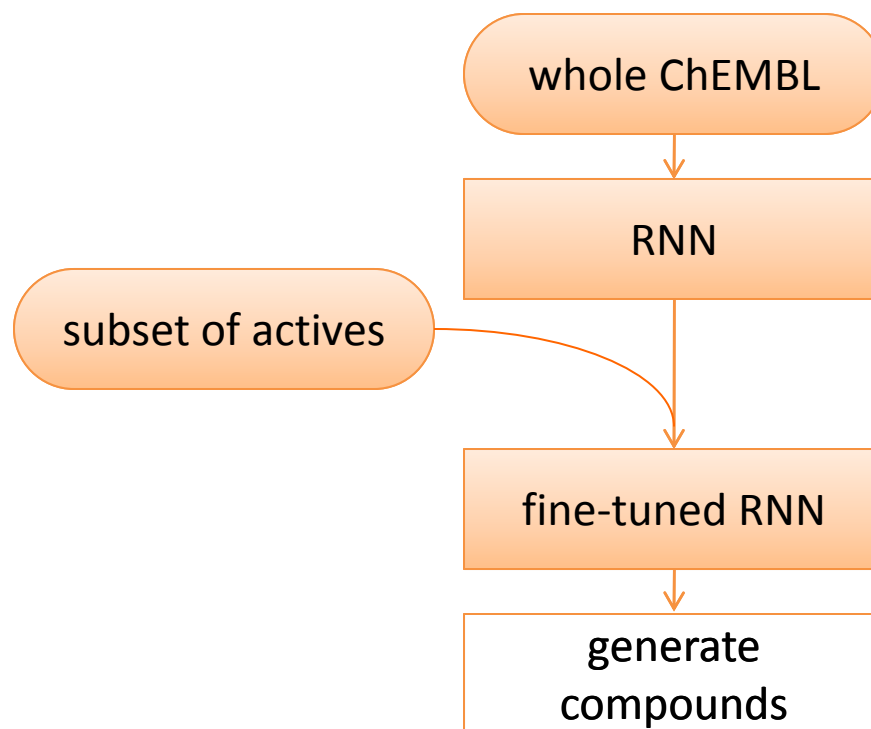 whole ChEMBL
RNN
subset of actives
fine-tuned RNN
generate
compounds